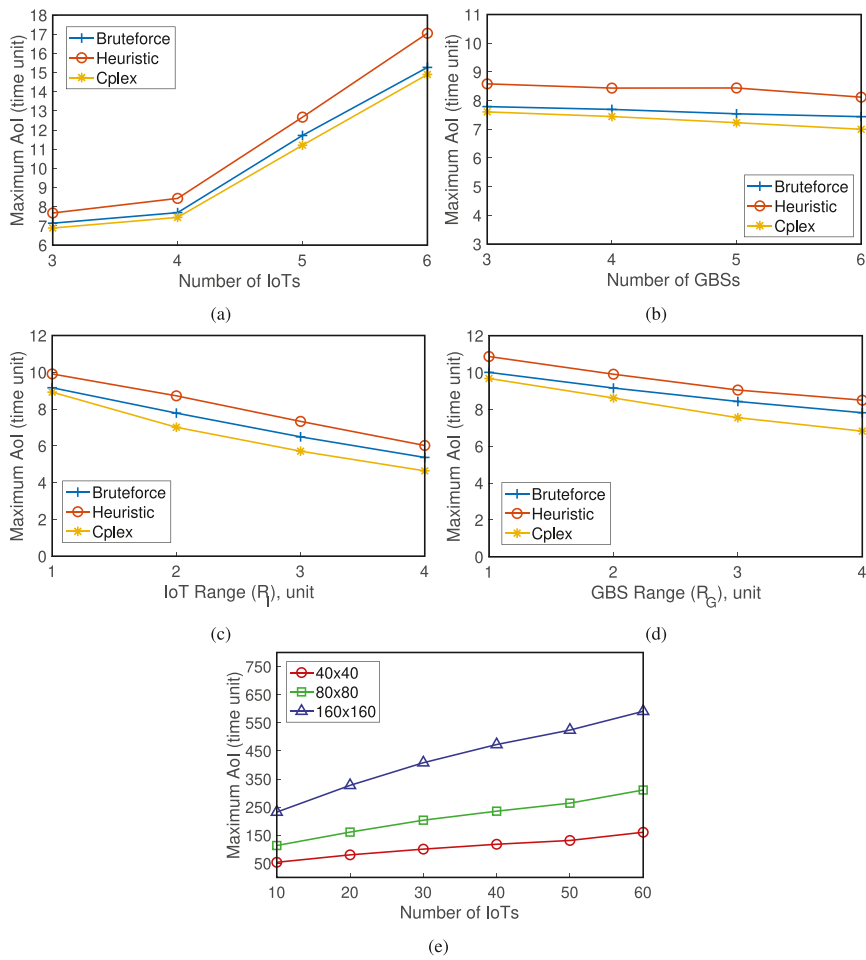 18
17
16
15
14
13
12
11
10
9
8
7
6
Maximum AoI (time unit)
Bruteforce
Heuristic
Cplex
3 4 5 6
Number of IoTs
(a)
11
10
9
8
7
6
5
4
3
Maximum AoI (time unit)
Bruteforce
Heuristic
Cplex
3 4 5 6
Number of GBSs
(b)
12
10
8
6
4
2
0
Maximum AoI (time unit)
Bruteforce
Heuristic
Cplex
1 2 3 4
IoT Range (R_I), unit
(c)
12
10
8
6
4
2
0
Maximum AoI (time unit)
Bruteforce
Heuristic
Cplex
1 2 3 4
GBS Range (R_G), unit
(d)
750
650
550
450
350
250
150
50
Maximum AoI (time unit)
40x40
80x80
160x160
10 20 30 40 50 60
Number of IoTs
(e)